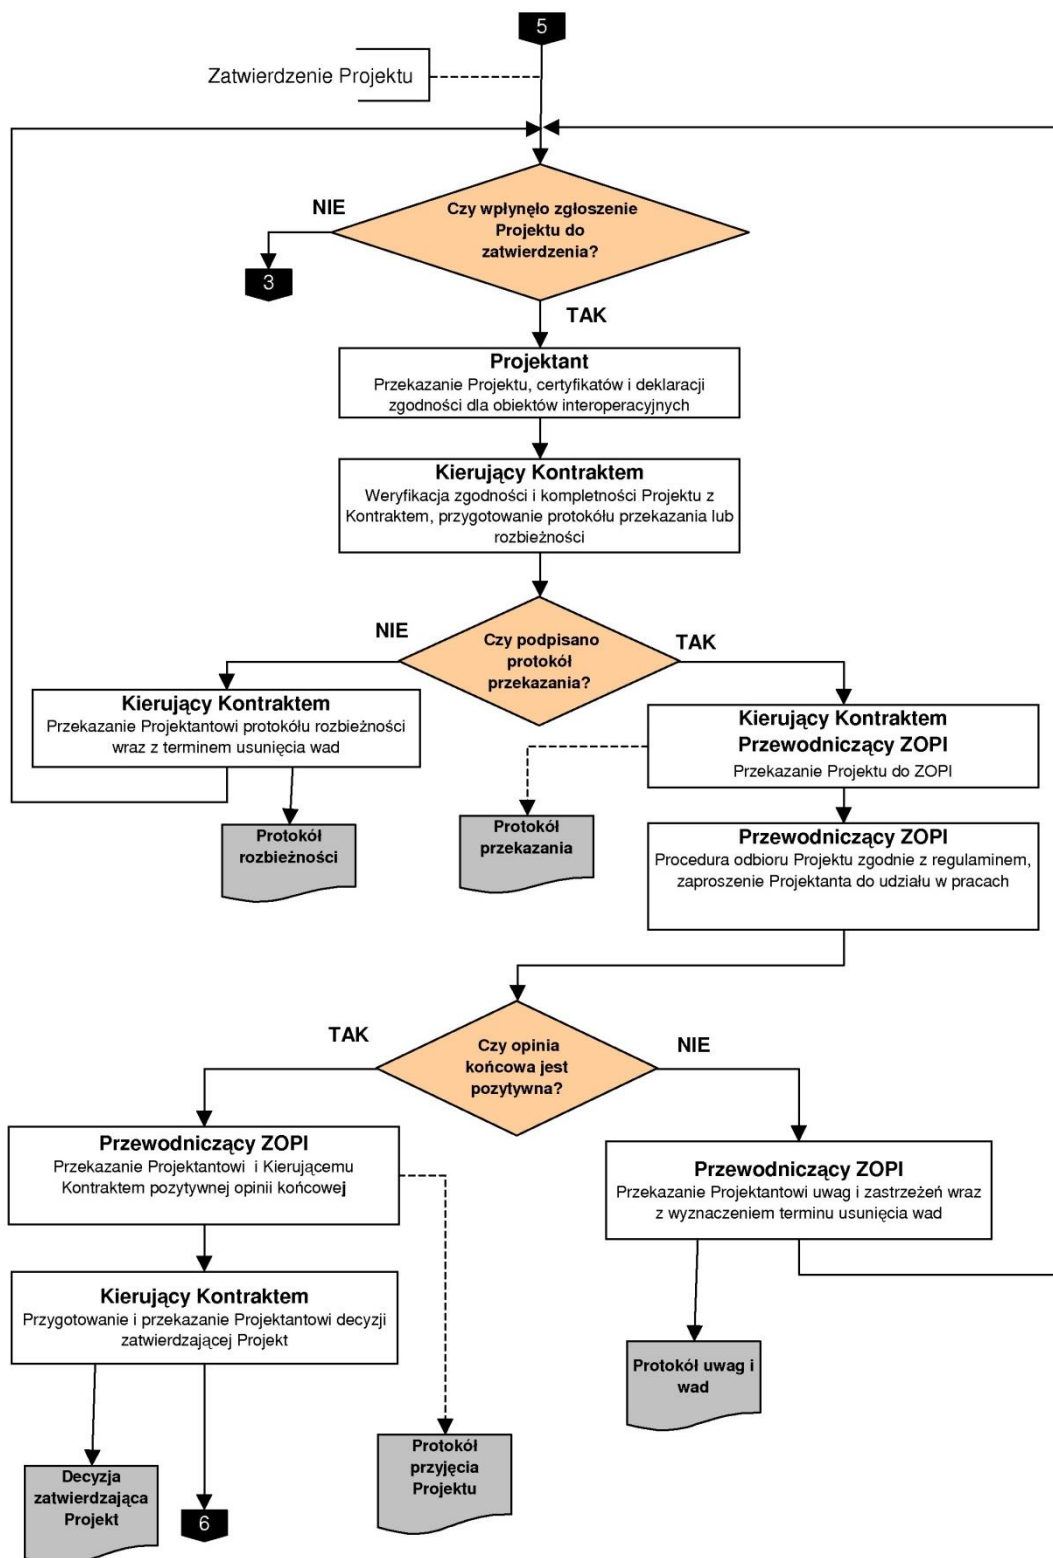 5
Zatwierdzenie Projektu
NIE
Czy wpłynęło zgłoszenie
Projektu do
zatwierdzenia?
3
TAK
Projektant
Przekazanie Projektu, certyfikatów i deklaracji
zgodności dla obiektów interoperacyjnych
Kierujący Kontraktem
Weryfikacja zgodności i kompletności Projektu z
Kontraktem, przygotowanie protokółu przekazania lub
rozbieżności
NIE
Czy podpisano
protokół
przekazania?
TAK
Kierujący Kontraktem
Przekazanie Projektantowi protokółu rozbieżności
wraz z terminem usunięcia wad
Kierujący Kontraktem
Przewodniczący ZOPI
Przekazanie Projektu do ZOPI
Protokół
rozbieżności
Protokół
przekazania
Przewodniczący ZOPI
Procedura odbioru Projektu zgodnie z regulaminem,
zaproszenie Projektanta do udziału w pracach
TAK
Czy opinia
końcowa jest
pozytywna?
NIE
Przewodniczący ZOPI
Przekazanie Projektantowi i Kierującemu
Kontraktem pozytywnej opinii końcowej
Przewodniczący ZOPI
Przekazanie Projektantowi uwag i zastrzeżeń wraz
z wyznaczeniem terminu usunięcia wad
Kierujący Kontraktem
Przygotowanie i przekazanie Projektantowi decyzji
zatwierdzającej Projekt
Protokół uwag i
wad
Protokół
przyjęcia
Projektu
Decyzja
zatwierdzająca
Projekt
6